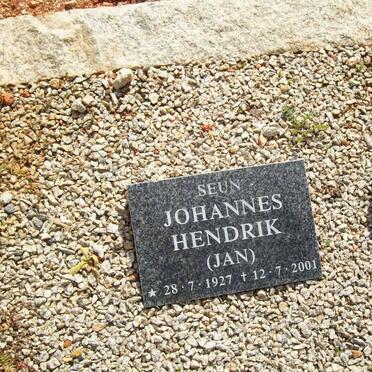 SEUN
JOHANNES
HENDRIK
(JAN)
★ 28·7·1927 † 12·7·2001